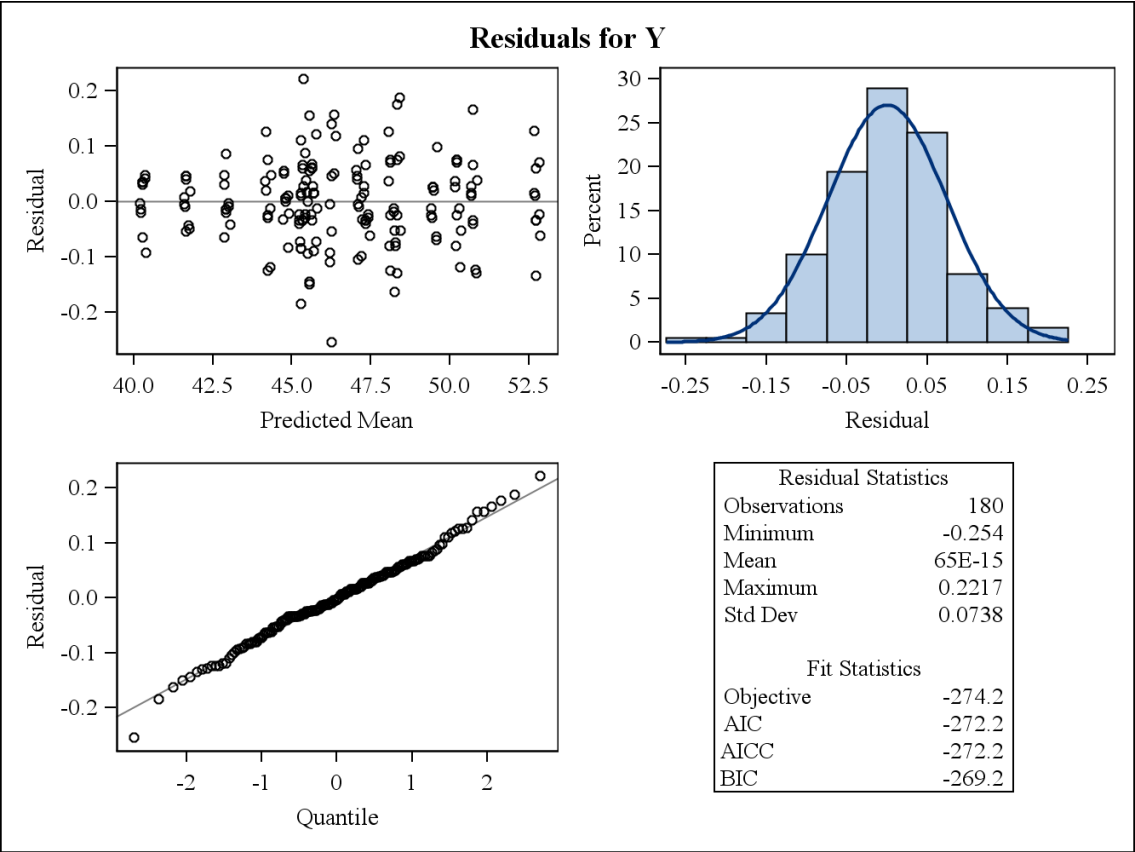 Residuals for Y
0.2
0.1
0.0
-0.1
-0.2
Residual
40.0 42.5 45.0 47.5 50.0 52.5
Predicted Mean
30
25
20
15
10
5
0
Percent
-0.25 -0.15 -0.05 0.05 0.15 0.25
Residual
0.2
0.1
0.0
-0.1
-0.2
Residual
-2 -1 0 1 2
Quantile
Residual Statistics
Observations 180
Minimum -0.254
Mean 65E-15
Maximum 0.2217
Std Dev 0.0738
Fit Statistics
Objective -274.2
AIC -272.2
AICC -272.2
BIC -269.2